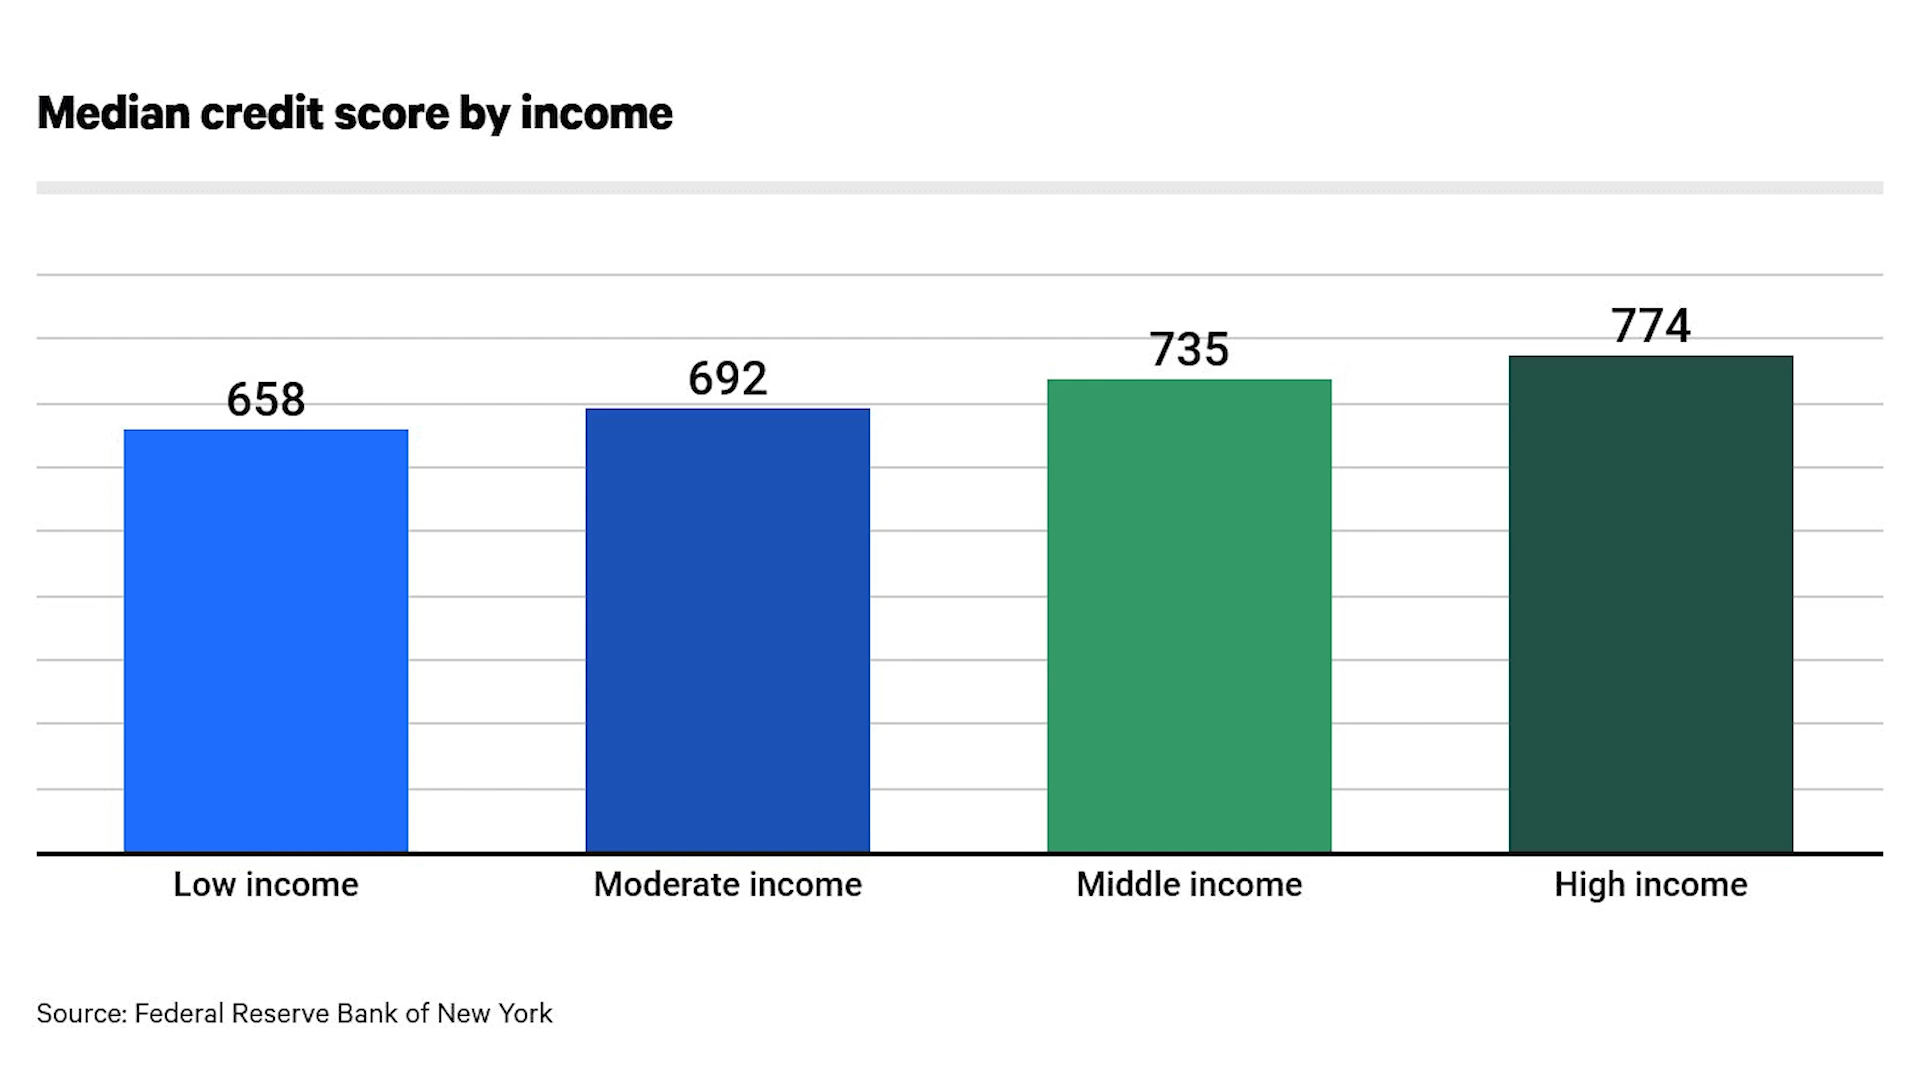 Median credit score by income
658
692
735
774
Low income
Moderate income
Middle income
High income
Source: Federal Reserve Bank of New York